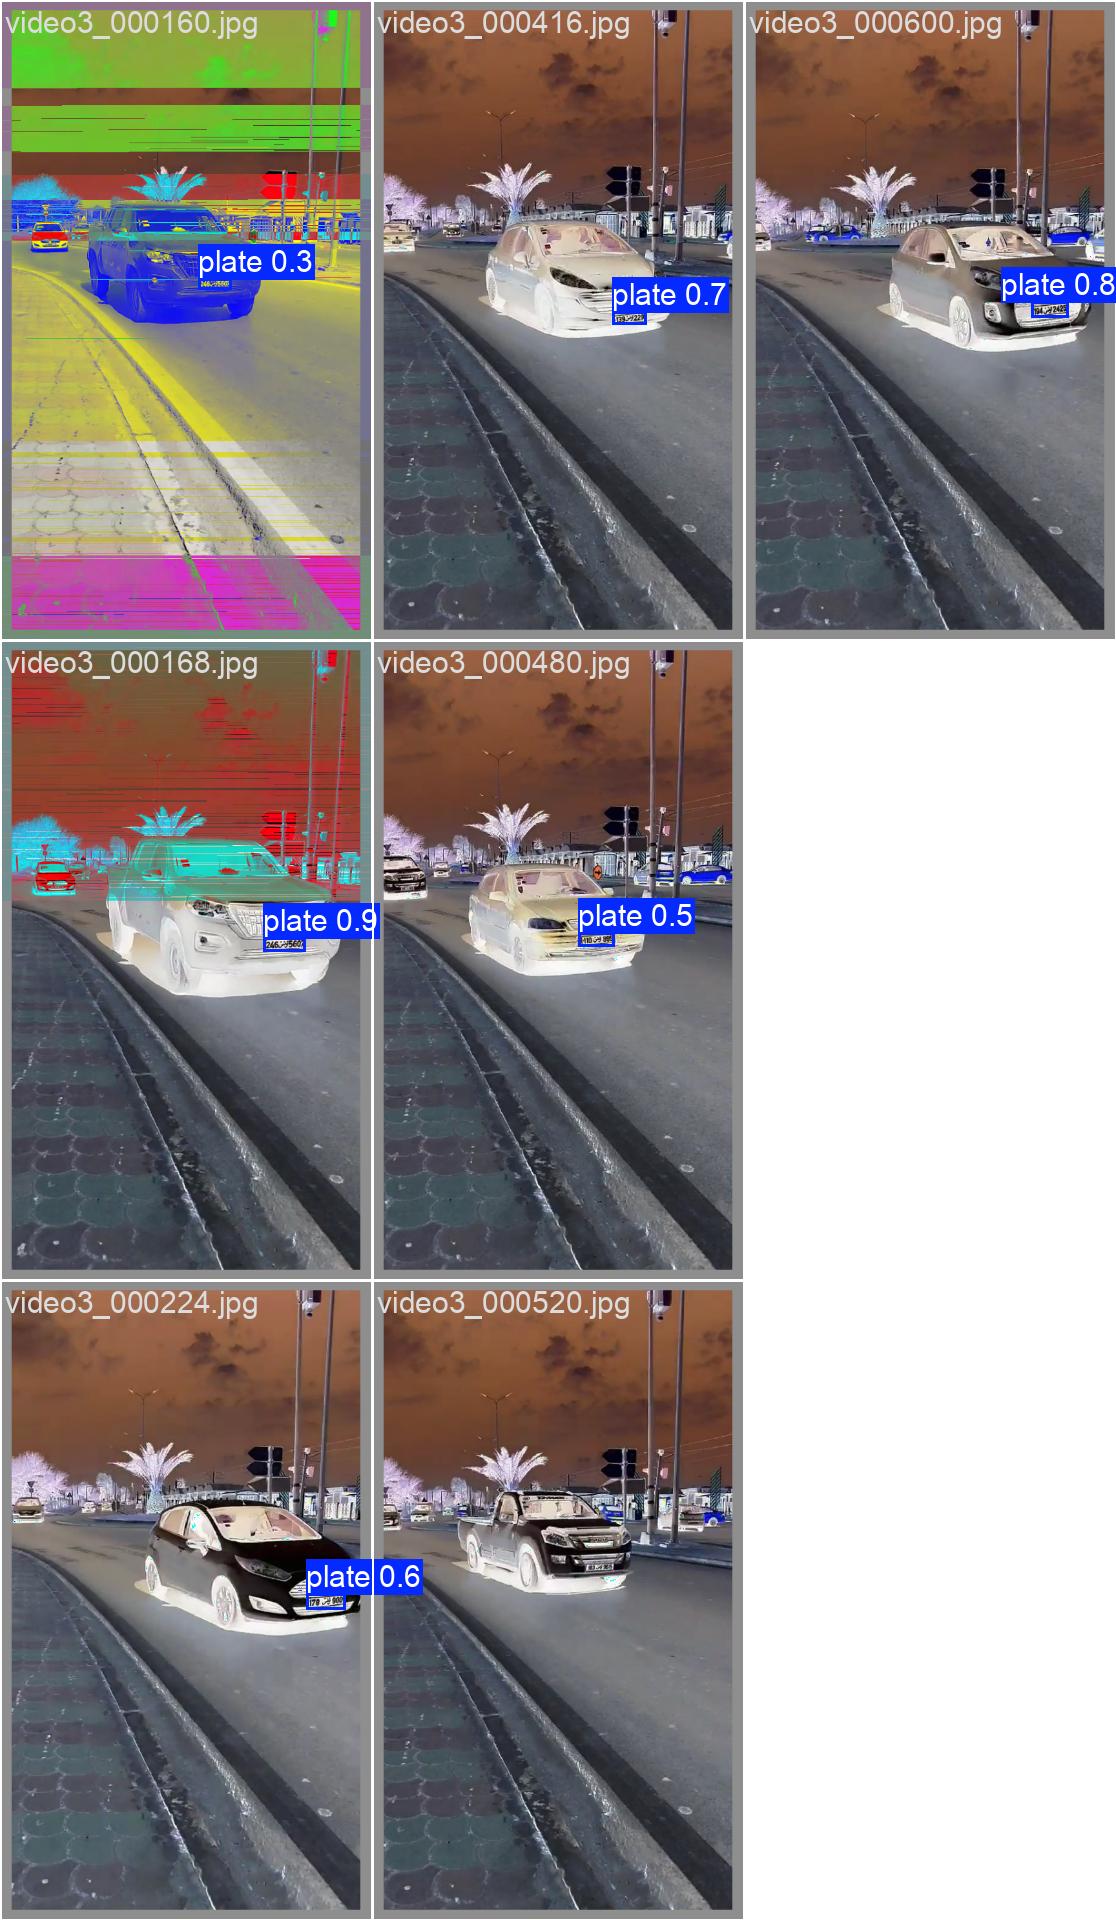 video3_000160.jpg
plate 0.3
video3_000416.jpg
plate 0.7
video3_000600.jpg
plate 0.8
video3_000168.jpg
plate 0.9
video3_000480.jpg
plate 0.5
video3_000224.jpg
plate 0.6
video3_000520.jpg